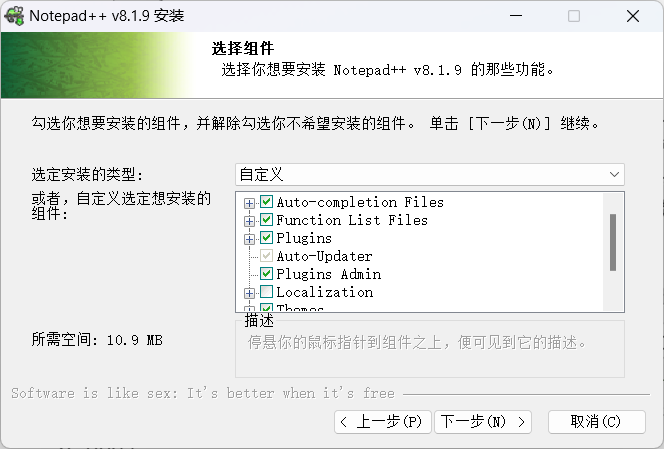 Notepad++ v8.1.9 安装
选择组件
选择你想要安装 Notepad++ v8.1.9 的那些功能。
勾选你想要安装的组件，并解除勾选你不希望安装的组件。 单击 [下一步(N)] 继续。
选定安装的类型:
自定义
或者，自定义选定想安装的
组件:
Auto-completion Files
Function List Files
Plugins
Auto-Updater
Plugins Admin
Localization
Themes
描述
所需空间: 10.9 MB
停悬你的鼠标指针到组件之上，便可见到它的描述。
Software is like sex: It's better when it's free
< 上一步(P)
下一步(N) >
取消(C)